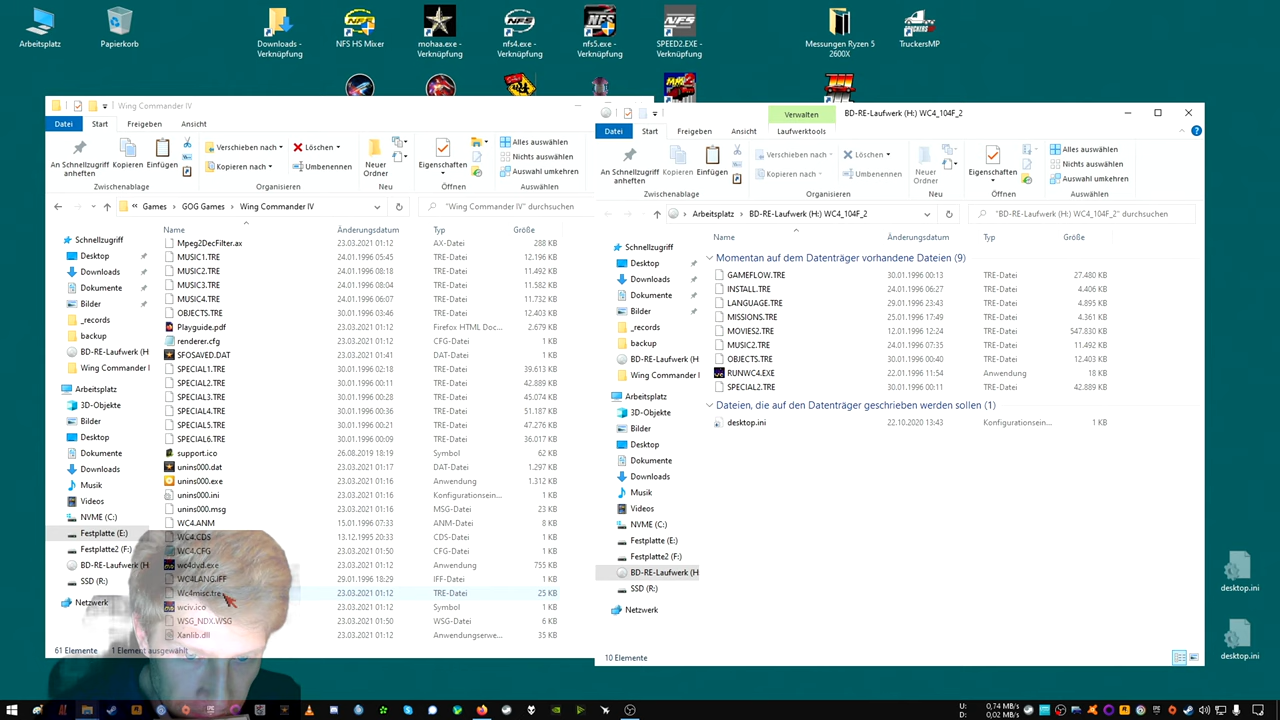 Arbeitsplatz
Papierkorb
Downloads -
Verknüpfung
NFS HS Mixer
mohaa.exe -
Verknüpfung
nfs4.exe -
Verknüpfung
nfs5.exe -
Verknüpfung
SPEED2.EXE -
Verknüpfung
Messungen Ryzen 5
2600X
TruckersMP
Wing Commander IV
Datei Start Freigeben Ansicht
An Schnellzugriff
anheften
Kopieren
Einfügen
Verschieben nach
Kopieren nach
Löschen
Umbenennen
Neuer
Ordner
Eigenschaften
Alles auswählen
Nichts auswählen
Auswahl umkehren
Zwischenablage Organisieren Neu Öffnen Auswählen
Games GOG Games Wing Commander IV
"Wing Commander IV" durchsuchen
Name Änderungsdatum Typ Größe
Schnellzugriff
Desktop
Downloads
Dokumente
Bilder
_records
backup
BD-RE-Laufwerk (H
Wing Commander I
Arbeitsplatz
3D-Objekte
Bilder
Desktop
Dokumente
Downloads
Musik
Videos
NVME (C:)
Festplatte (E:)
Festplatte2 (F:)
BD-RE-Laufwerk (H
SSD (R:)
Netzwerk
Mpeg2DecFilter.ax 23.03.2021 01:12 AX-Datei 288 KB
MUSIC1.TRE 24.01.1996 05:45 TRE-Datei 12.196 KB
MUSIC2.TRE 24.01.1996 08:18 TRE-Datei 11.492 KB
MUSIC3.TRE 24.01.1996 08:04 TRE-Datei 11.582 KB
MUSIC4.TRE 24.01.1996 06:07 TRE-Datei 11.732 KB
OBJECTS.TRE 30.01.1996 03:46 TRE-Datei 12.403 KB
Playguide.pdf 23.03.2021 01:12 Firefox HTML Doc... 2.679 KB
renderer.cfg 23.03.2021 01:12 CFG-Datei 1 KB
SFOSAVED.DAT 23.03.2021 01:41 DAT-Datei 1 KB
SPECIAL1.TRE 30.01.1996 02:18 TRE-Datei 39.613 KB
SPECIAL2.TRE 30.01.1996 00:11 TRE-Datei 42.889 KB
SPECIAL3.TRE 30.01.1996 00:28 TRE-Datei 45.074 KB
SPECIAL4.TRE 30.01.1996 00:36 TRE-Datei 51.187 KB
SPECIAL5.TRE 30.01.1996 00:21 TRE-Datei 47.276 KB
SPECIAL6.TRE 30.01.1996 00:09 TRE-Datei 36.017 KB
support.ico 26.08.2019 18:19 Symbol 62 KB
unins000.dat 23.03.2021 01:17 DAT-Datei 1.297 KB
unins000.exe 23.03.2021 01:16 Anwendung 1.312 KB
unins000.ini 23.03.2021 01:16 Konfigurationsein... 1 KB
unins000.msg 23.03.2021 01:16 MSG-Datei 23 KB
WC4.ANM 15.01.1996 07:33 ANM-Datei 8 KB
WC4.CDS 13.12.1995 20:33 CDS-Datei 1 KB
WC4.CFG 23.03.2021 01:50 CFG-Datei 1 KB
wc4dvd.exe 23.03.2021 01:12 Anwendung 755 KB
WC4LANG.IFF 29.01.1996 18:29 IFF-Datei 1 KB
Wc4misc.tre 23.03.2021 01:12 TRE-Datei 25 KB
wciv.ico 23.03.2021 01:12 Symbol 2 KB
WSG_NDX.WSG 23.03.2021 01:50 WSG-Datei 1 KB
Xanlib.dll 23.03.2021 01:12 Anwendungserwe... 35 KB
61 Elemente 1 Element ausgewählt
Verwalten
BD-RE-Laufwerk (H:) WC4_104F_2
Datei Start Freigeben Ansicht Laufwerktools
An Schnellzugriff
anheften
Kopieren
Einfügen
Verschieben nach
Kopieren nach
Löschen
Umbenennen
Neuer
Ordner
Eigenschaften
Alles auswählen
Nichts auswählen
Auswahl umkehren
Zwischenablage Organisieren Neu Öffnen Auswählen
Arbeitsplatz BD-RE-Laufwerk (H:) WC4_104F_2
"BD-RE-Laufwerk (H:) WC4_104F_2" durchsuchen
Name Änderungsdatum Typ Größe
Schnellzugriff
Desktop
Downloads
Dokumente
Bilder
_records
backup
BD-RE-Laufwerk (H
Wing Commander I
Arbeitsplatz
3D-Objekte
Bilder
Desktop
Dokumente
Downloads
Musik
Videos
NVME (C:)
Festplatte (E:)
Festplatte2 (F:)
BD-RE-Laufwerk (H
SSD (R:)
Netzwerk
Momentan auf dem Datenträger vorhandene Dateien (9)
GAMEFLOW.TRE 30.01.1996 00:13 TRE-Datei 27.480 KB
INSTALL.TRE 24.01.1996 06:27 TRE-Datei 4.406 KB
LANGUAGE.TRE 29.01.1996 23:43 TRE-Datei 4.895 KB
MISSIONS.TRE 25.01.1996 17:49 TRE-Datei 4.361 KB
MOVIES2.TRE 12.01.1996 12:24 TRE-Datei 547.830 KB
MUSIC2.TRE 24.01.1996 07:35 TRE-Datei 11.492 KB
OBJECTS.TRE 30.01.1996 00:40 TRE-Datei 12.403 KB
RUNWC4.EXE 22.01.1996 11:54 Anwendung 18 KB
SPECIAL2.TRE 30.01.1996 00:11 TRE-Datei 42.889 KB
Dateien, die auf den Datenträger geschrieben werden sollen (1)
desktop.ini 22.10.2020 13:43 Konfigurationsein... 1 KB
10 Elemente
desktop.ini
desktop.ini
U: 0,74 MB/s
D: 0,02 MB/s